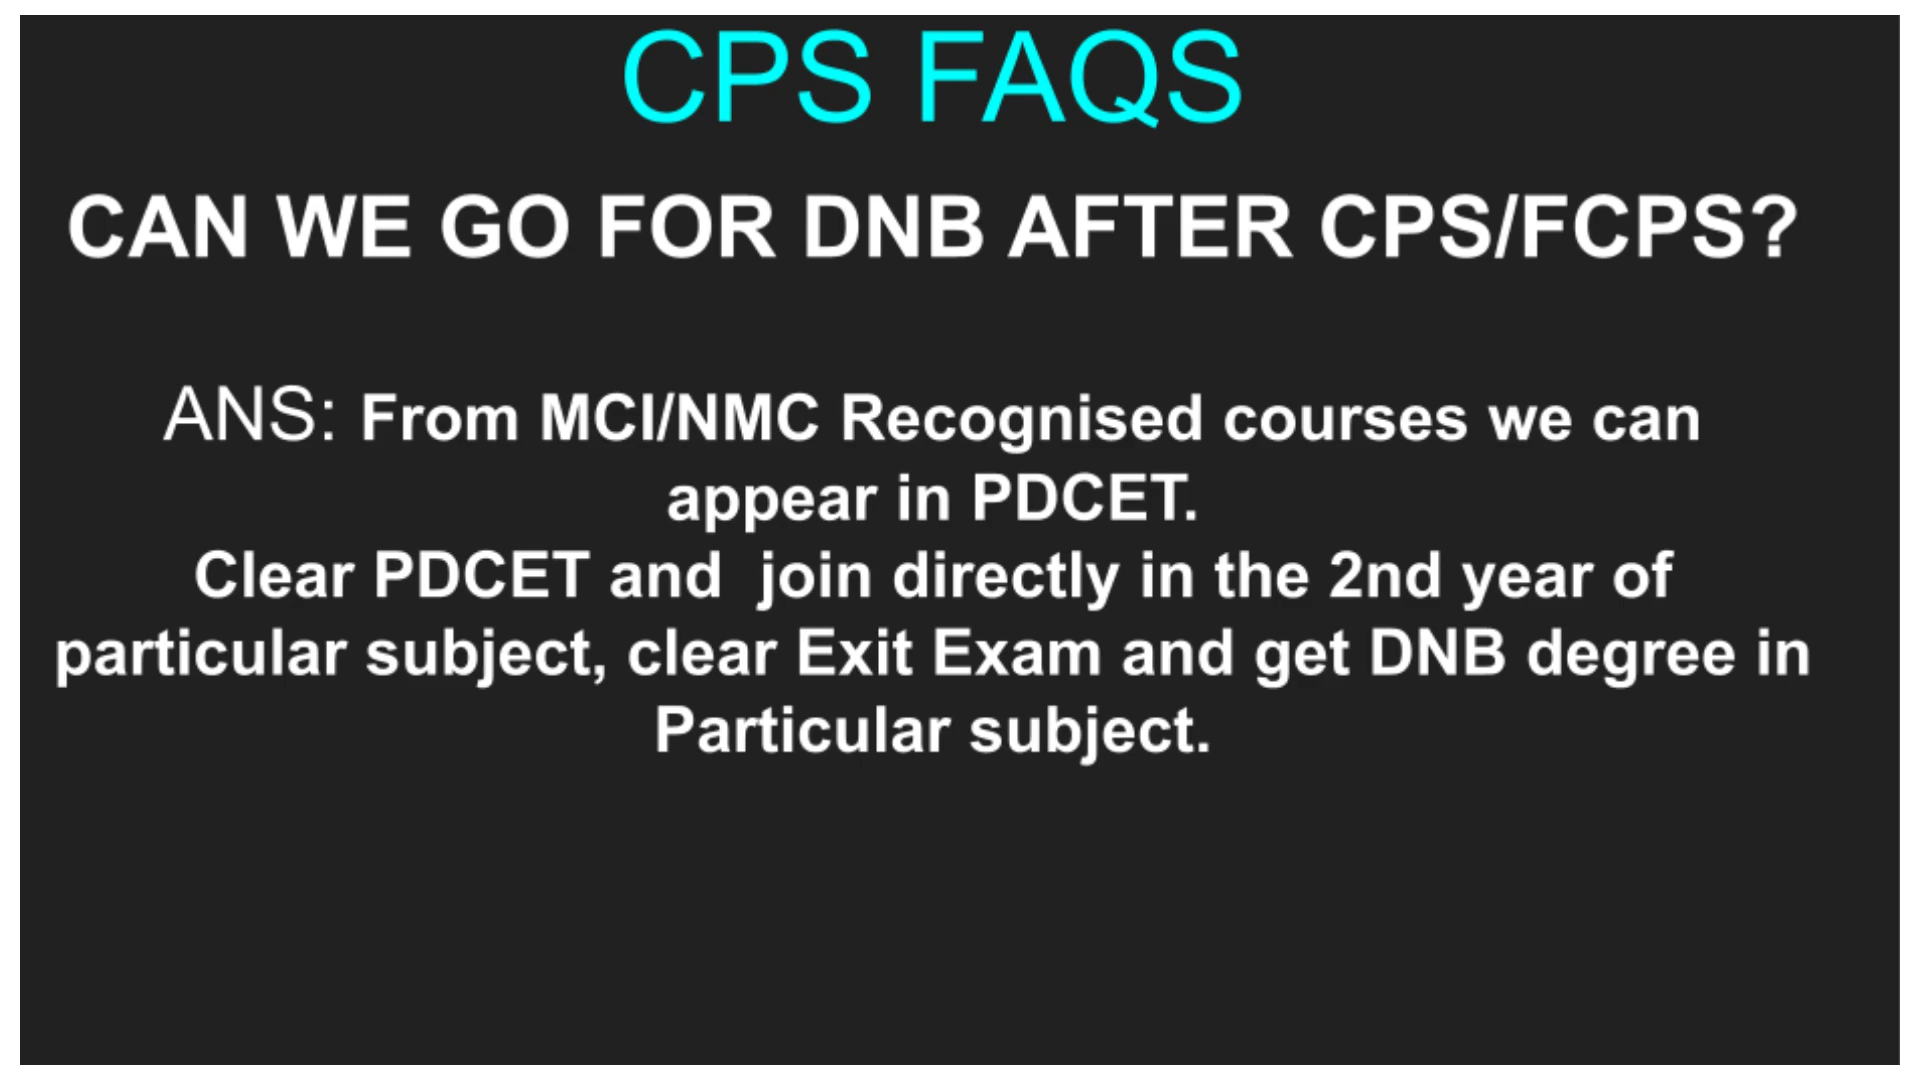 CPS FAQS
CAN WE GO FOR DNB AFTER CPS/FCPS?
ANS: From MCI/NMC Recognised courses we can
appear in PDCET.
Clear PDCET and  join directly in the 2nd year of
particular subject, clear Exit Exam and get DNB degree in
Particular subject.